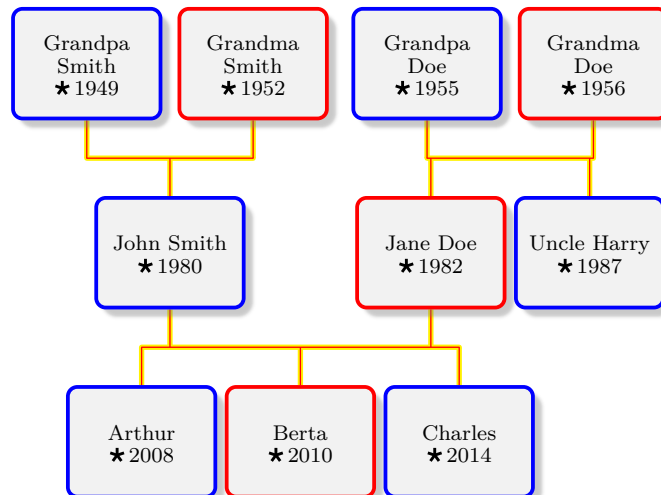 Grandpa
Smith
★ 1949
Grandma
Smith
★ 1952
Grandpa
Doe
★ 1955
Grandma
Doe
★ 1956
John Smith
★ 1980
Jane Doe
★ 1982
Uncle Harry
★ 1987
Arthur
★ 2008
Berta
★ 2010
Charles
★ 2014